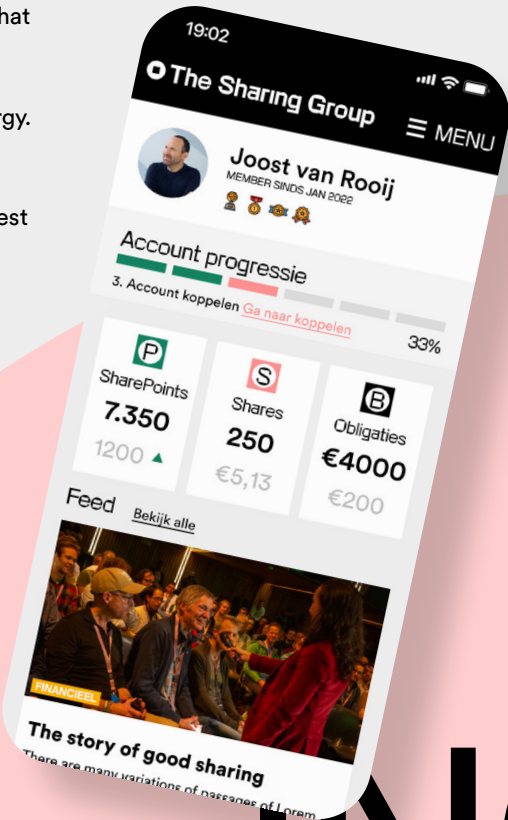 hat
rgy.
est
19:02
The Sharing Group
MENU
Joost van Rooij
MEMBER SINDS JAN 2022
Account progressie
3. Account koppelen Ga naar koppelen
33%
P
SharePoints
7.350
1200
S
Shares
250
€5,13
B
Obligaties
€4000
€200
Feed
Bekijk alle
FINANCIEEL
The story of good sharing
There are many variations of passages of Lorem